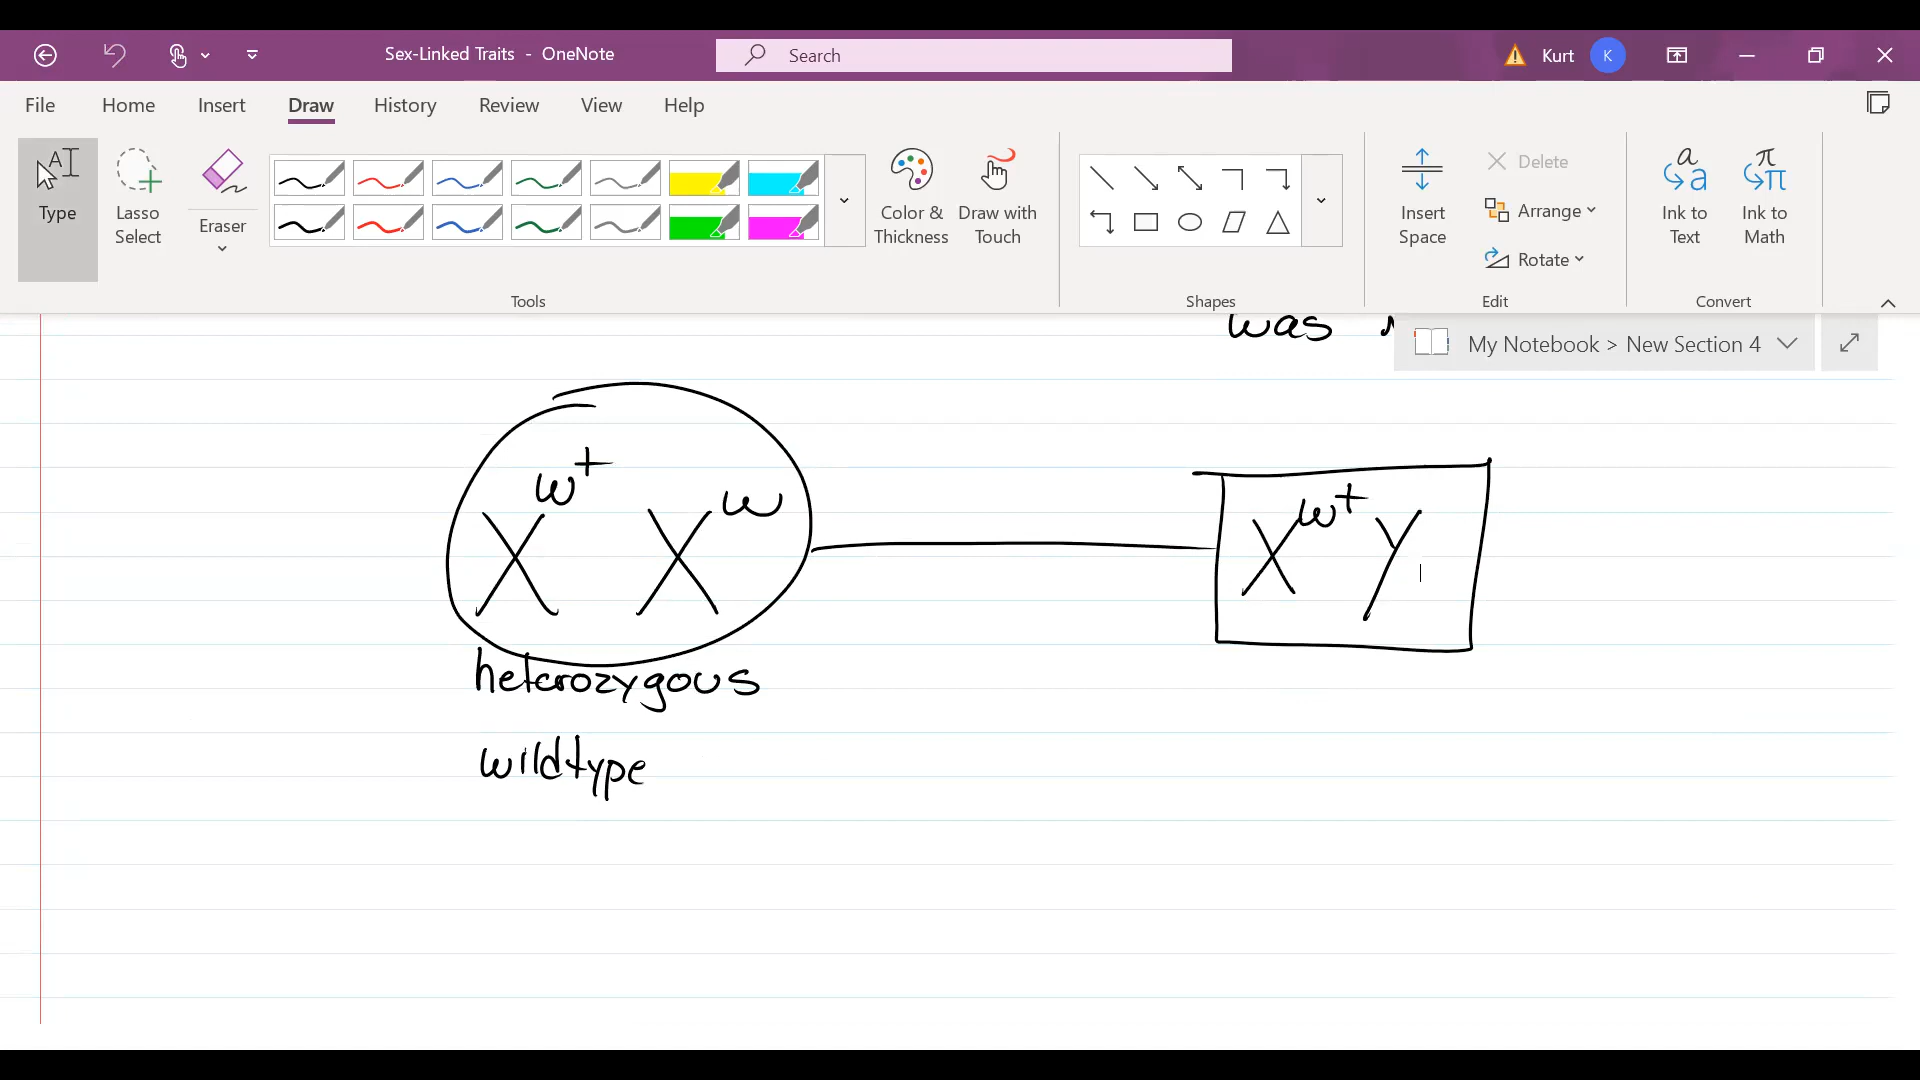 Sex-Linked Traits - OneNote
Search
Kurt
K
File Home Insert Draw History Review View Help
Type
Lasso Select
Eraser
Color & Thickness
Draw with Touch
Insert Space
Delete
Arrange
Rotate
Ink to Text
Ink to Math
Tools
Shapes
Edit
Convert
was
My Notebook > New Section 4
X^w+ X^w
X^w+ Y
heterozygous
wildtype